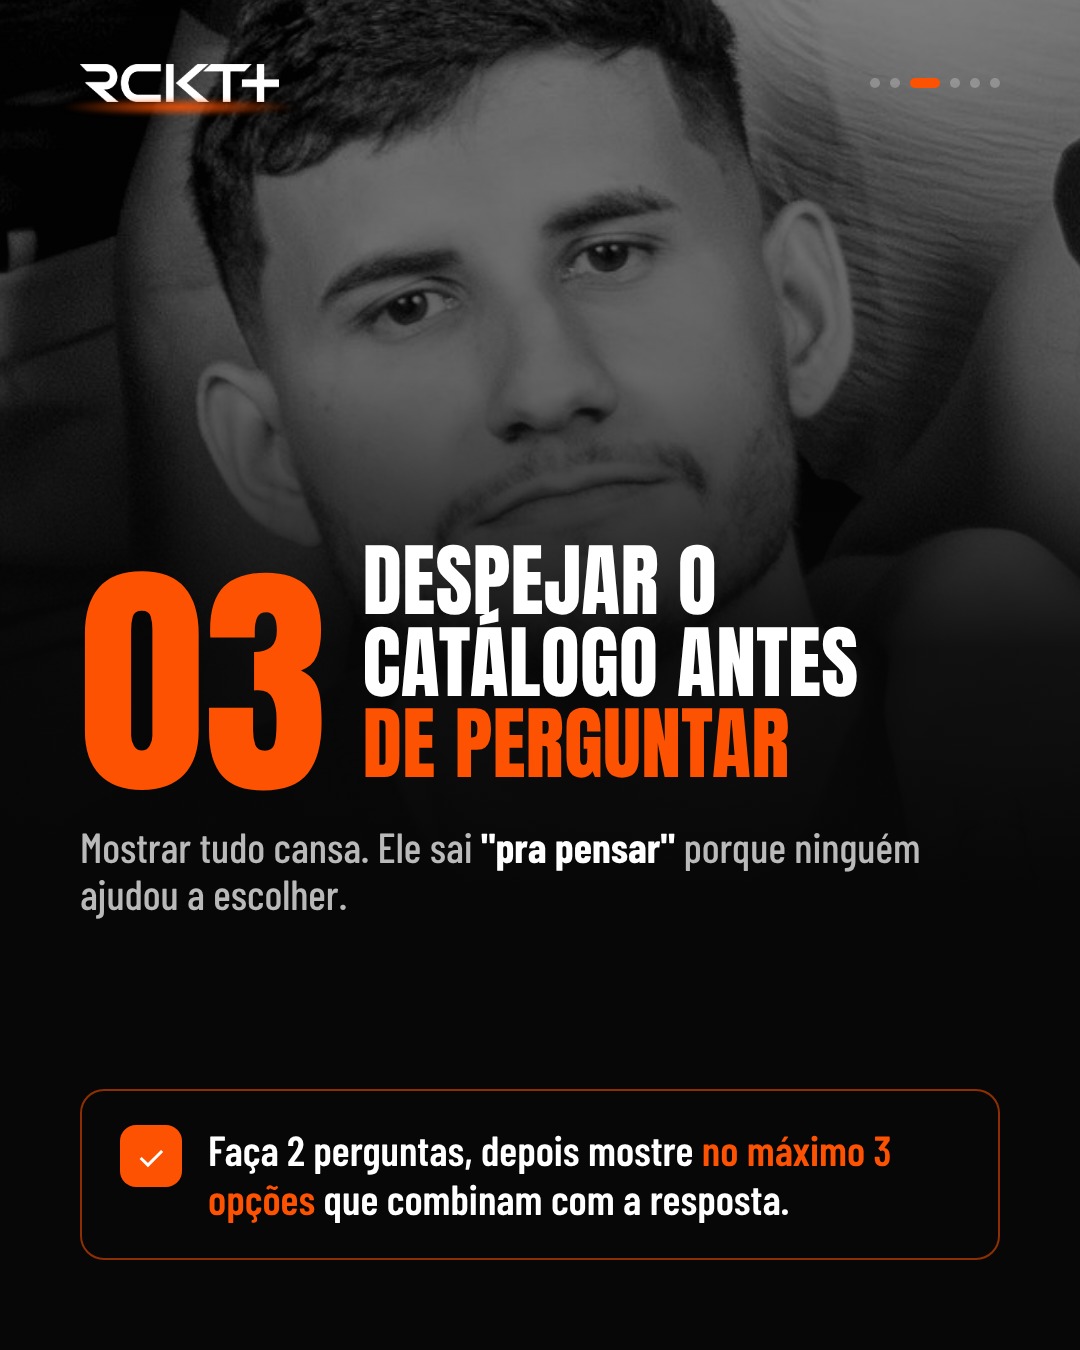 RCKT+
03
DESPEJAR O
CATÁLOGO ANTES
DE PERGUNTAR
Mostrar tudo cansa. Ele sai "pra pensar" porque ninguém
ajudou a escolher.
Faça 2 perguntas, depois mostre no máximo 3
opções que combinam com a resposta.